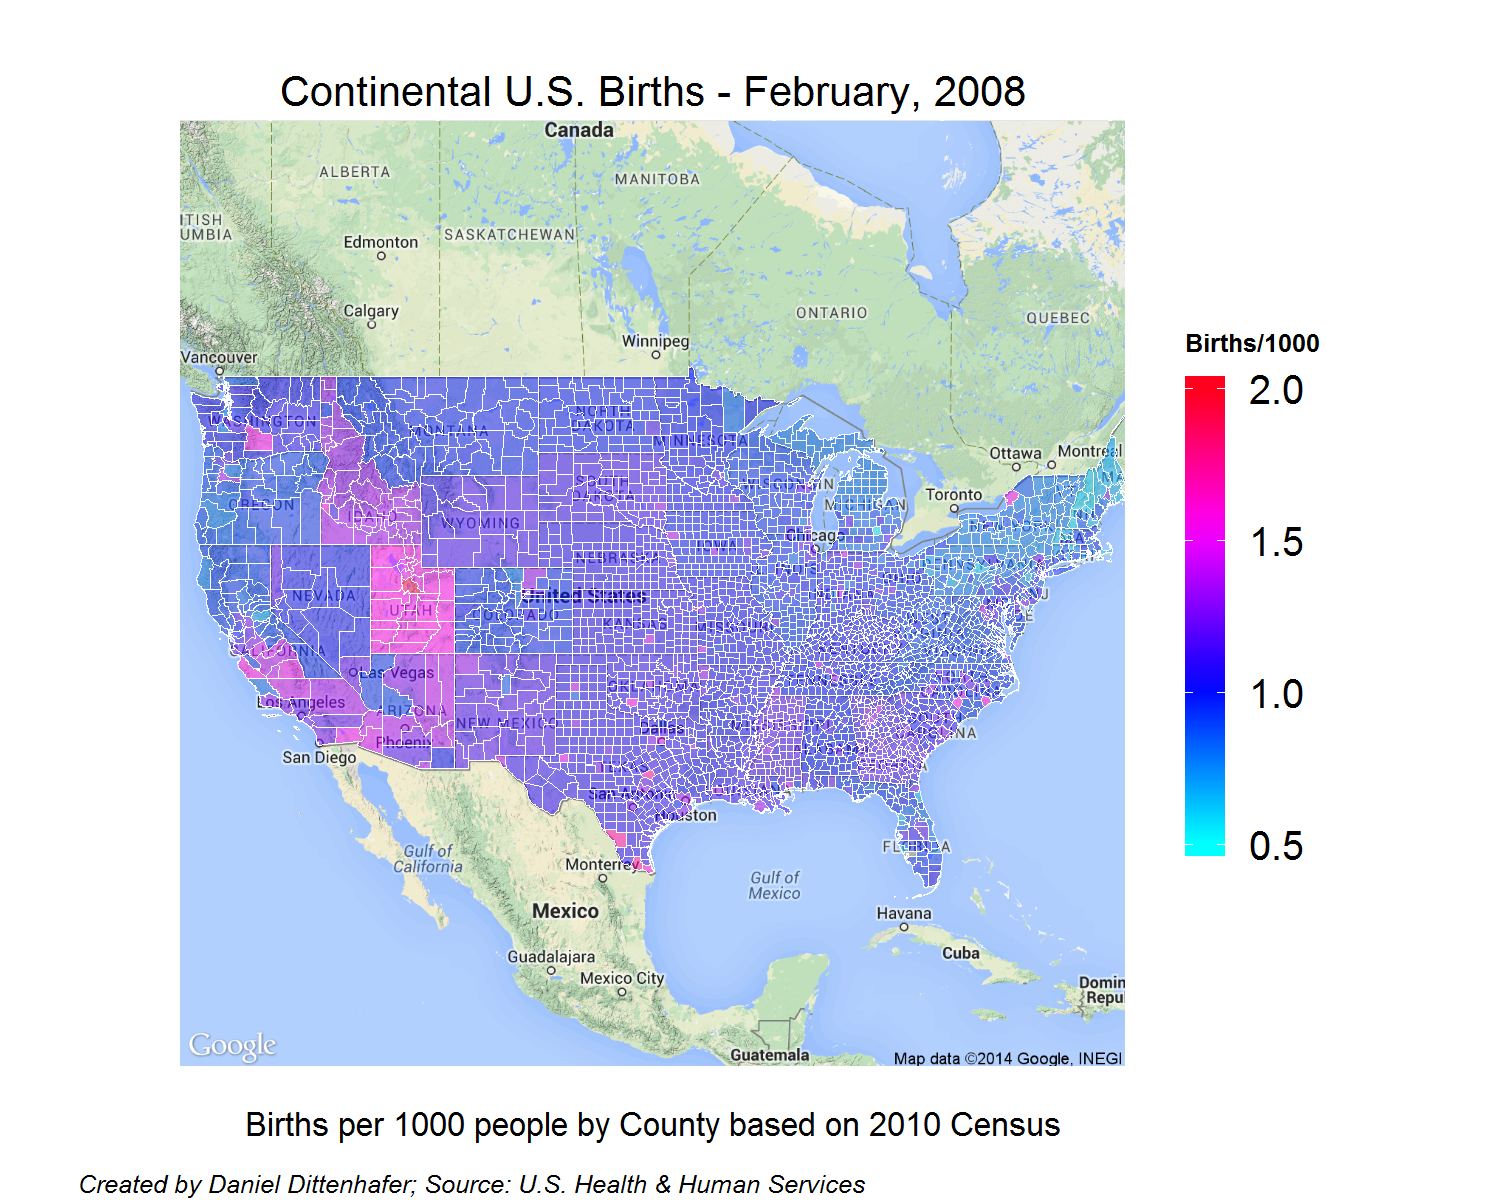 Continental U.S. Births - February, 2008
Canada
ALBERTA
MANITOBA
ITISH
UMBIA
Edmonton
SASKATCHEWAN
Calgary
ONTARIO
QUEBEC
Winnipeg
Vancouver
Births/1000
2.0
1.5
1.0
0.5
WASHINGTON
MONTANA
NORTH
DAKOTA
MINNESOTA
Ottawa
Montreal
OREGON
IDAHO
SOUTH
DAKOTA
WISCONSIN
MICHIGAN
Toronto
WYOMING
IOWA
Chicago
NEBRASKA
NEVADA
UTAH
COLORADO
United States
KANSAS
MISSOURI
CALIFORNIA
Las Vegas
Los Angeles
ARIZONA
NEW MEXICO
OKLAHOMA
Dallas
Phoenix
San Diego
TEXAS
San Antonio
Houston
FLORIDA
Gulf of
California
Monterrey
Gulf of
Mexico
Mexico
Havana
Cuba
Guadalajara
Mexico City
Domin
Repu
Guatemala
Google
Map data ©2014 Google, INEGI
Births per 1000 people by County based on 2010 Census
Created by Daniel Dittenhafer; Source: U.S. Health & Human Services